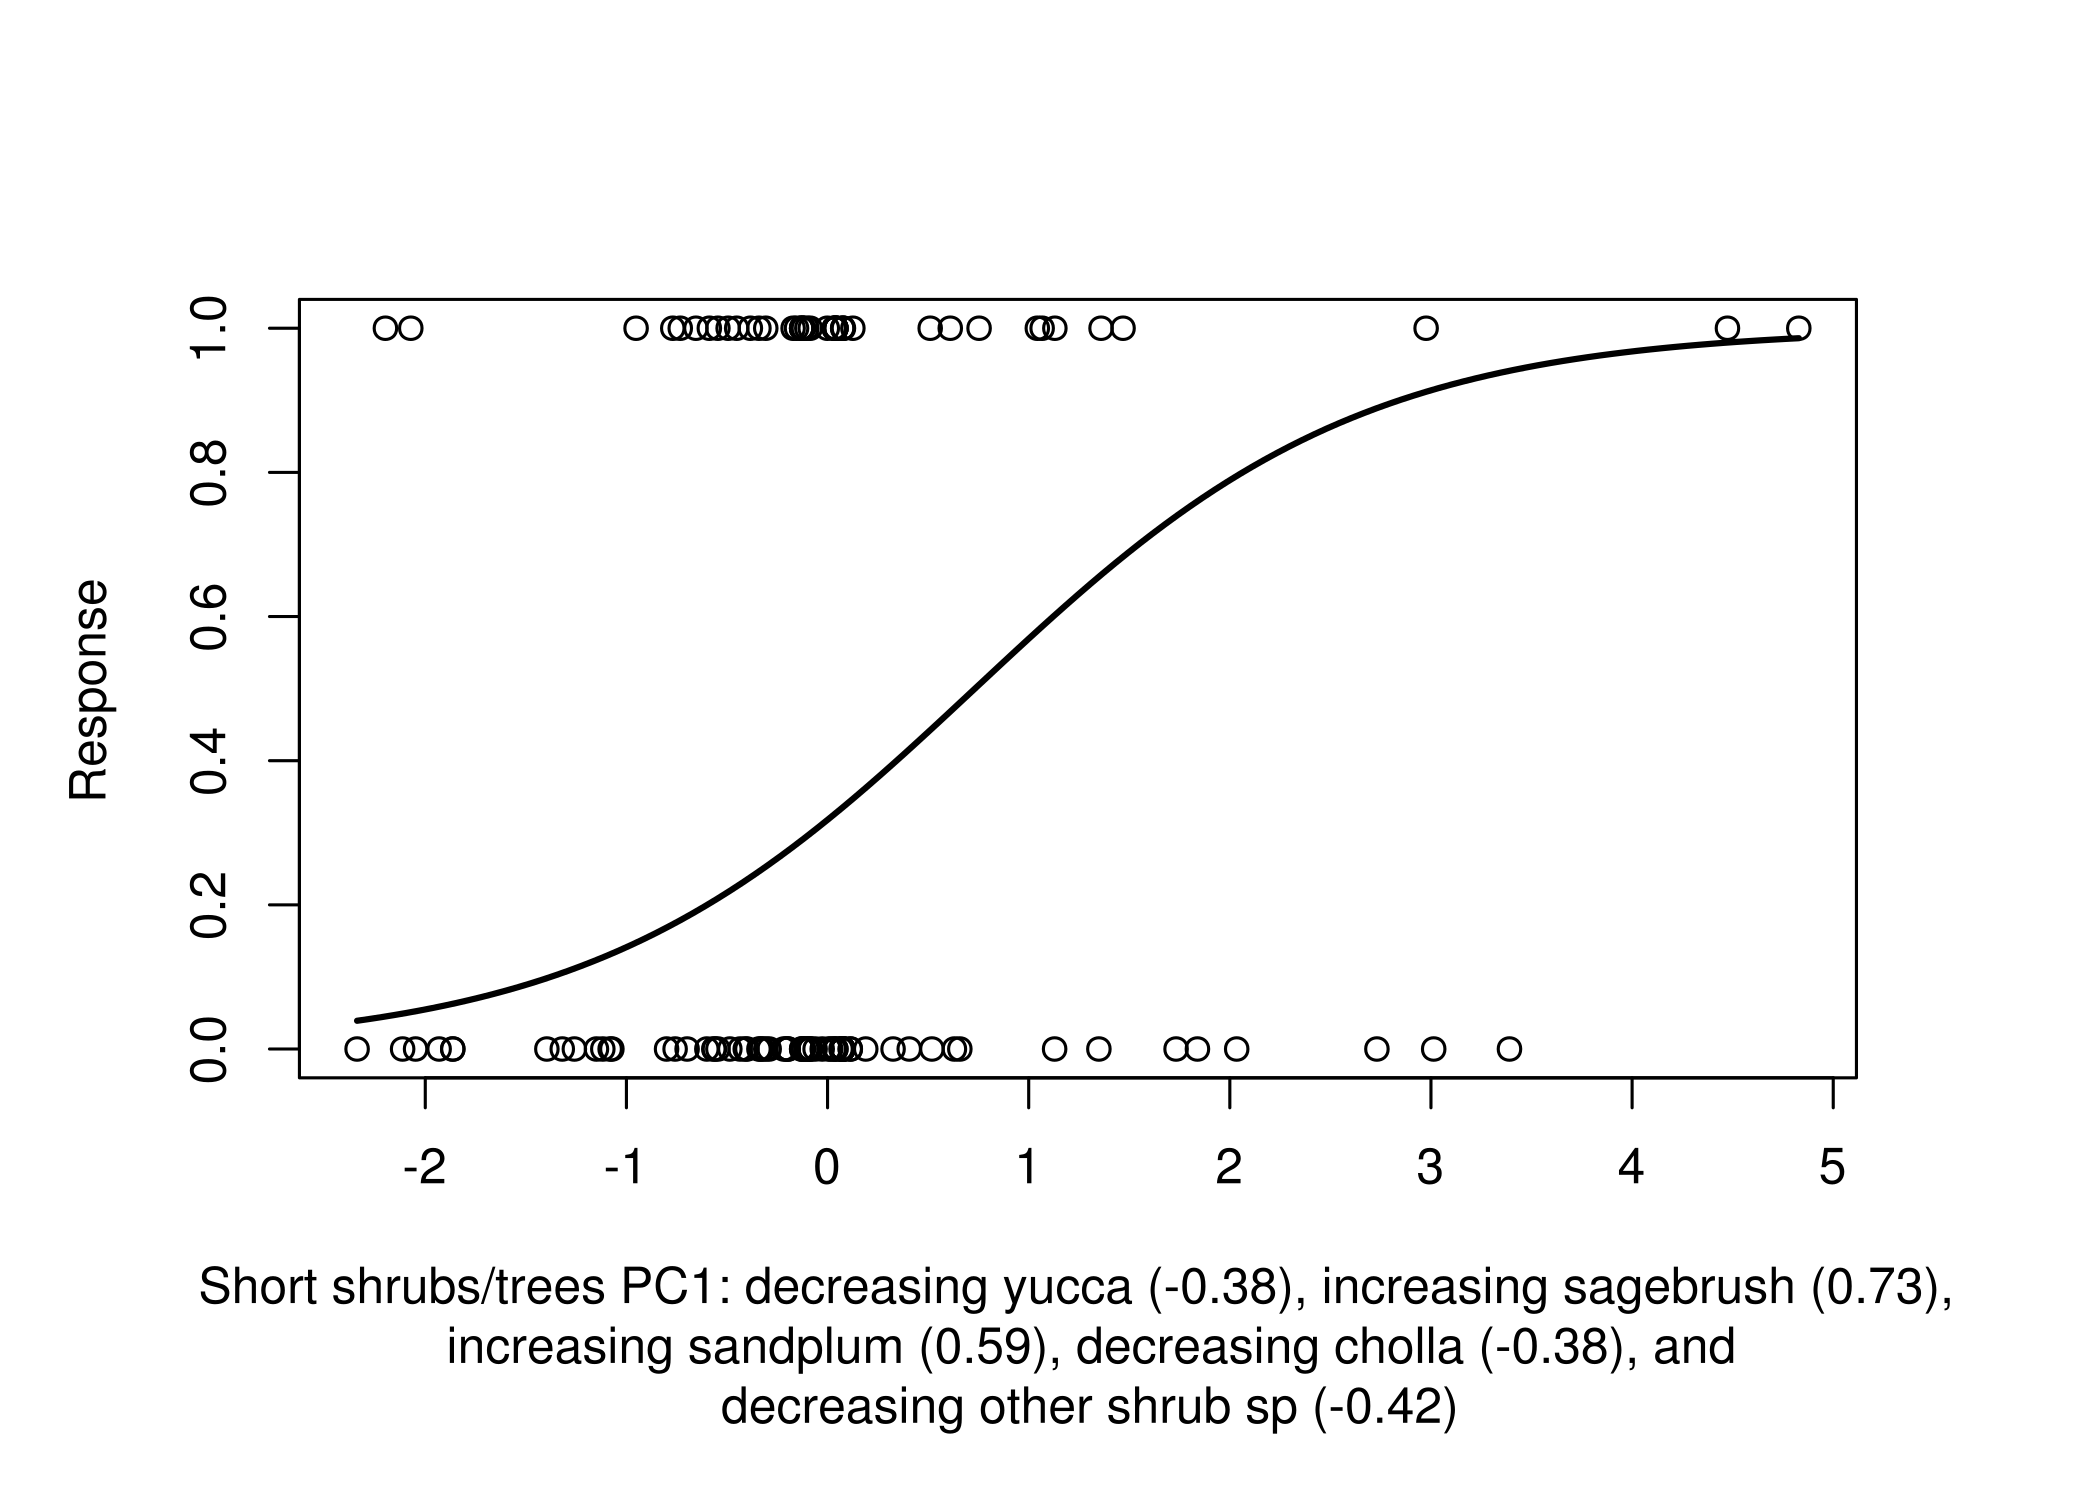 1.0
0.8
0.6
0.4
0.2
0.0
Response
-2 -1 0 1 2 3 4 5
Short shrubs/trees PC1: decreasing yucca (-0.38), increasing sagebrush (0.73),
increasing sandplum (0.59), decreasing cholla (-0.38), and
decreasing other shrub sp (-0.42)